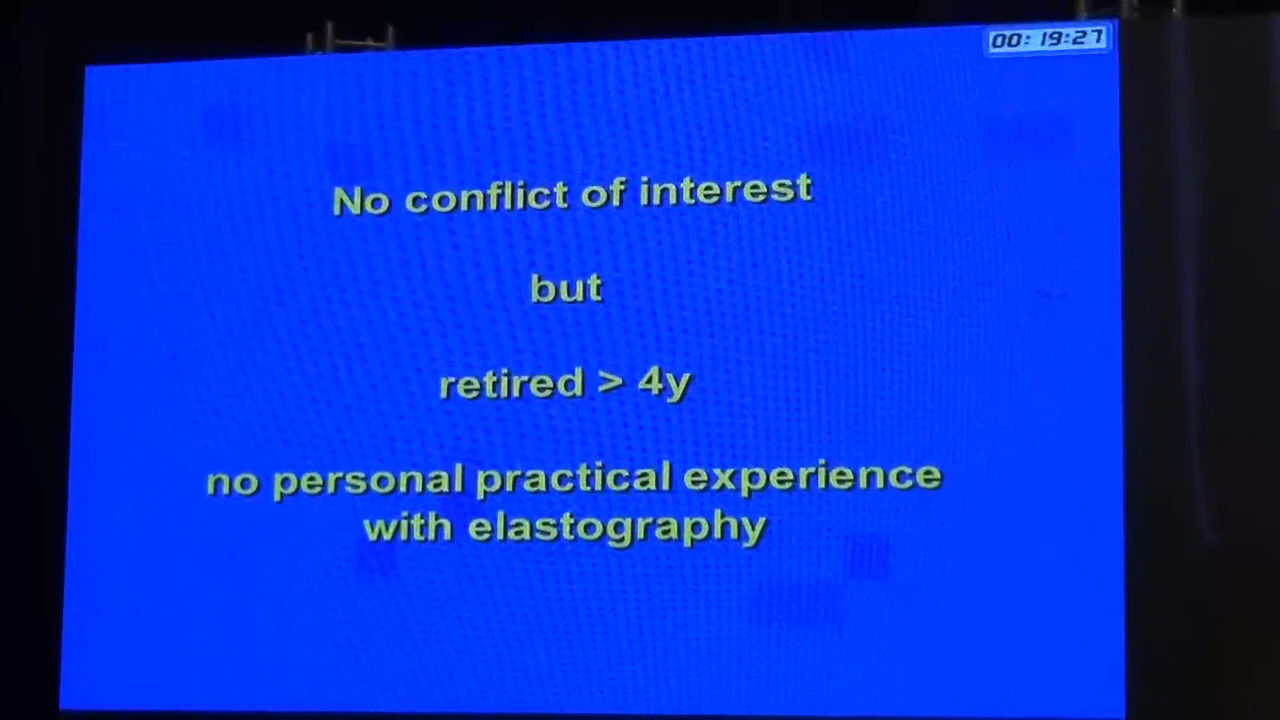 00:19:27
No conflict of interest
but
retired > 4y
no personal practical experience
with elastography